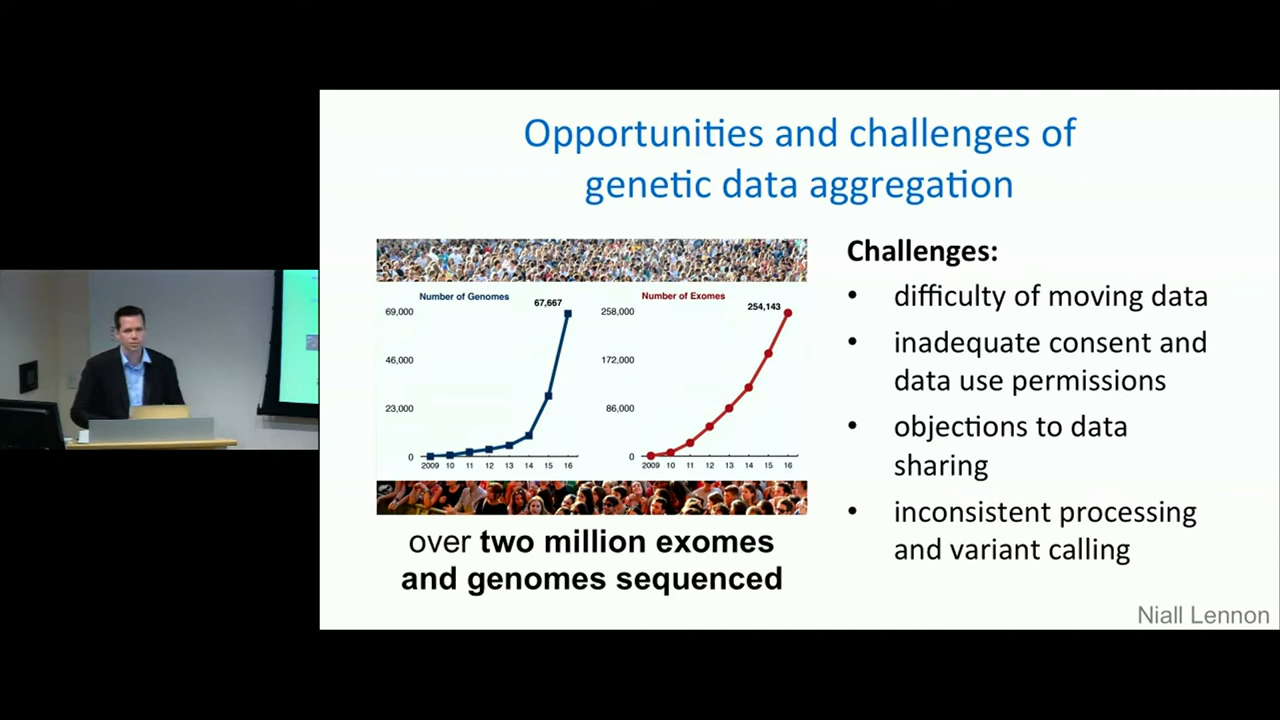 Opportunities and challenges of
genetic data aggregation
Number of Genomes
67,667
69,000
46,000
23,000
0
2009 10 11 12 13 14 15 16
Number of Exomes
254,143
258,000
172,000
86,000
0
2009 10 11 12 13 14 15 16
over two million exomes
and genomes sequenced
Challenges:
• difficulty of moving data
• inadequate consent and
data use permissions
• objections to data
sharing
• inconsistent processing
and variant calling
Niall Lennon